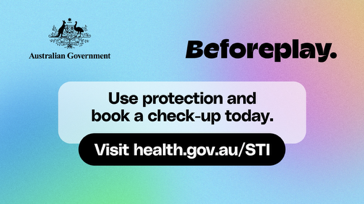 Australian Government
Beforeplay.
Use protection and
book a check-up today.
Visit health.gov.au/STI